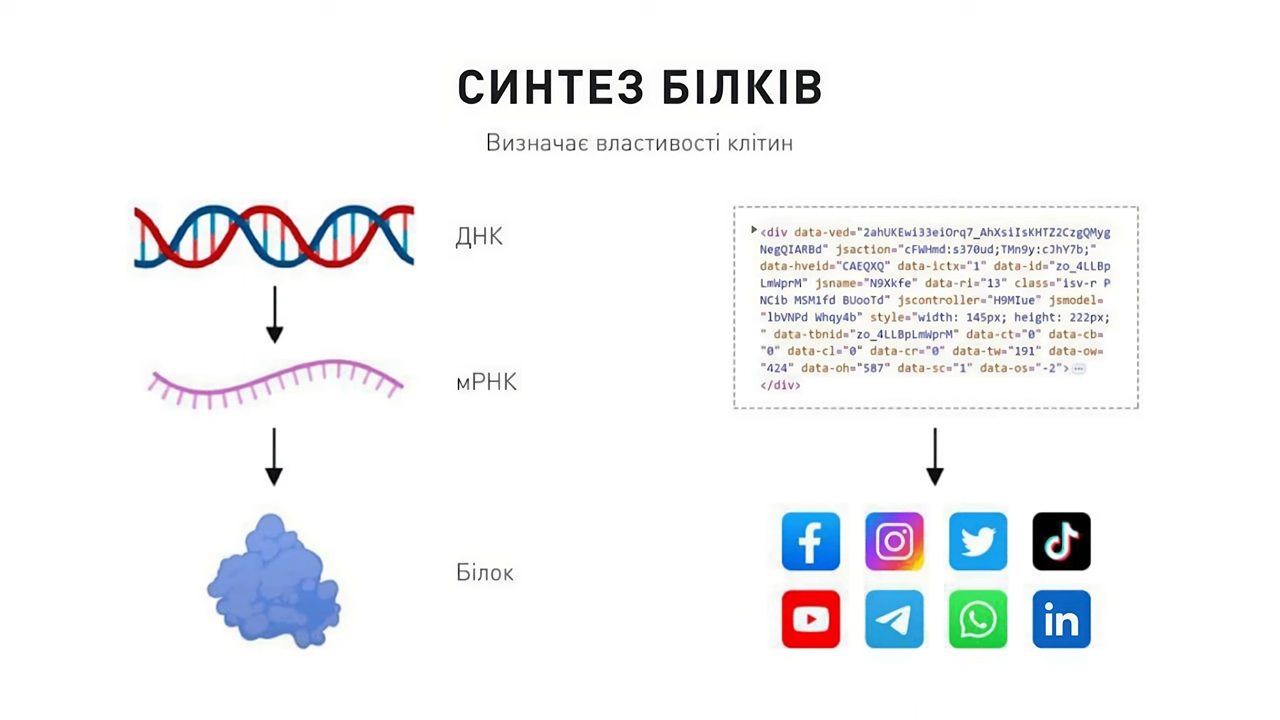 СИНТЕЗ БІЛКІВ
Визначає властивості клітин
ДНК
мРНК
Білок
<div data-ved="2ahUKEwi33eiOrq7_AhXsiIsKHTZ2CzgQMyg
NegQIARBd" jsaction="cFWHmd:s370ud;TMn9y:cJhY7b;"
data-hveid="CAEQXQ" data-ictx="1" data-id="zo_4LLBp
LmWprM" jsname="N9Xkfe" data-ri="13" class="isv-r P
NCib MSM1fd BUooTd" jscontroller="H9MIue" jsmodel=
"lbVNPd Whqy4b" style="width: 145px; height: 222px;
" data-tbnid="zo_4LLBpLmWprM" data-ct="0" data-cb=
"0" data-cl="0" data-cr="0" data-tw="191" data-ow=
"424" data-oh="587" data-sc="1" data-os="-2">…
</div>
in